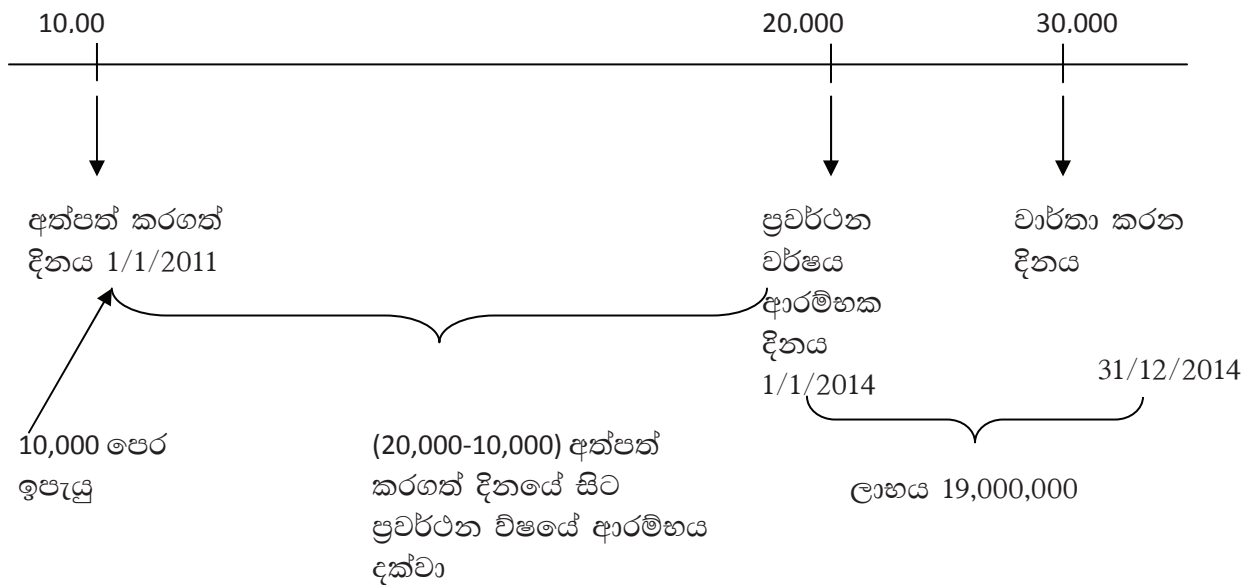 10,00 20,000 30,000
අත්පත් කරගත්
දිනය 1/1/2011
ප්‍රවර්ථන
වර්ෂය
ආරම්භක
දිනය
1/1/2014
වාර්තා කරන
දිනය
31/12/2014
10,000 පෙර
ඉපැයු
(20,000-10,000) අත්පත්
කරගත් දිනයේ සිට
ප්‍රවර්ථන ව්ෂයේ ආරම්භය
දක්වා
ලාභය 19,000,000